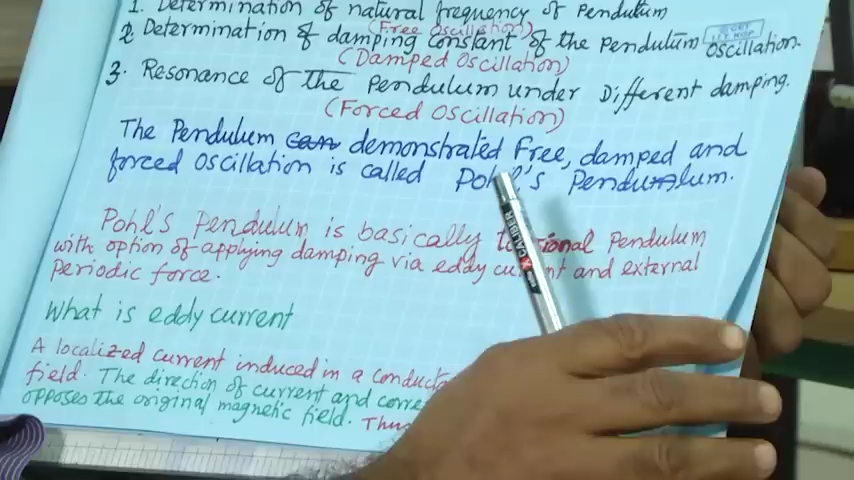 1. Determination of natural frequency of Pendulum
(Free Oscillation)
2. Determination of damping constant of the Pendulum Oscillation.
(Damped Oscillation)
3. Resonance of the Pendulum under Different damping.
(Forced Oscillation)
The Pendulum can demonstrated Free, damped and
forced Oscillation is called Pohl's Pendulum.
Pohl's Pendulum is basically Pendulum
with option of applying damping via eddy and external
Periodic force.
What is eddy current
A localized current induced in a
field. The direction of current and
opposes the original magnetic field.
CALIBER